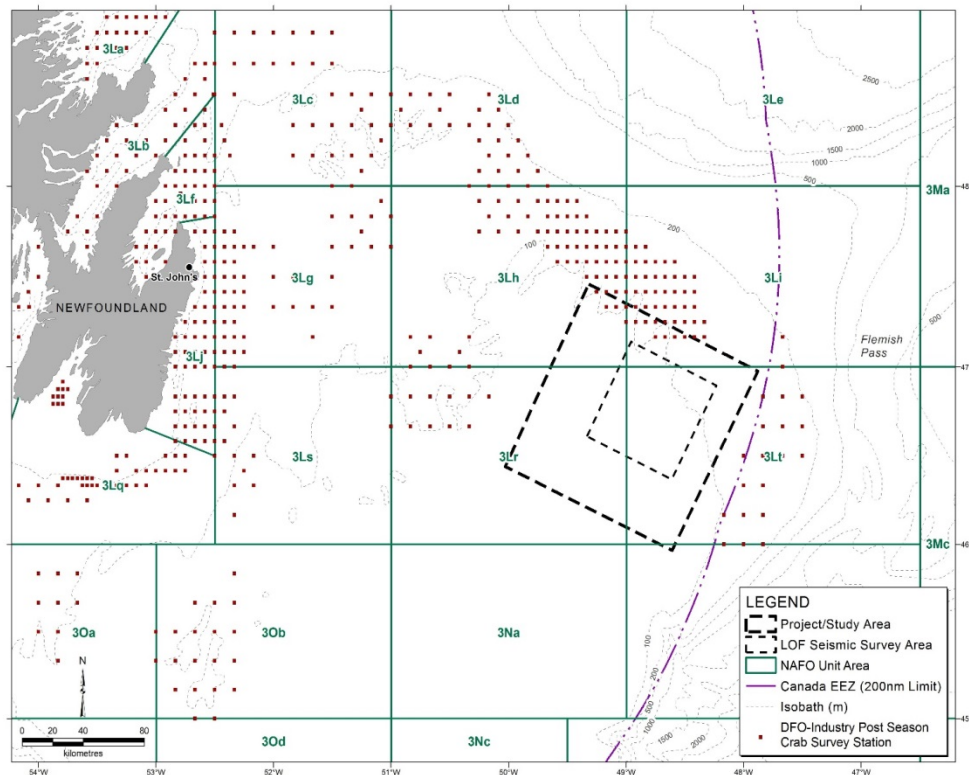 3La
3Lc
3Ld
3Le
2500
2000
1500
1000
500
3Lb
3Lf
48
3Ma
200
100
St. John's
3Lg
3Lh
3Li
NEWFOUNDLAND
500
Flemish
Pass
3Lj
47
3Ls
3Lr
3Lt
3Lq
46
3Mc
3Oa
3Ob
3Na
100
200
500
1000
1500
2000
N
0 20 40 60 80
kilometres
3Od
3Nc
45
LEGEND
Project/Study Area
LOF Seismic Survey Area
NAFO Unit Area
Canada EEZ (200nm Limit)
Isobath (m)
DFO-Industry Post Season
Crab Survey Station
54°W 53°W 52°W 51°W 50°W 49°W 48°W 47°W